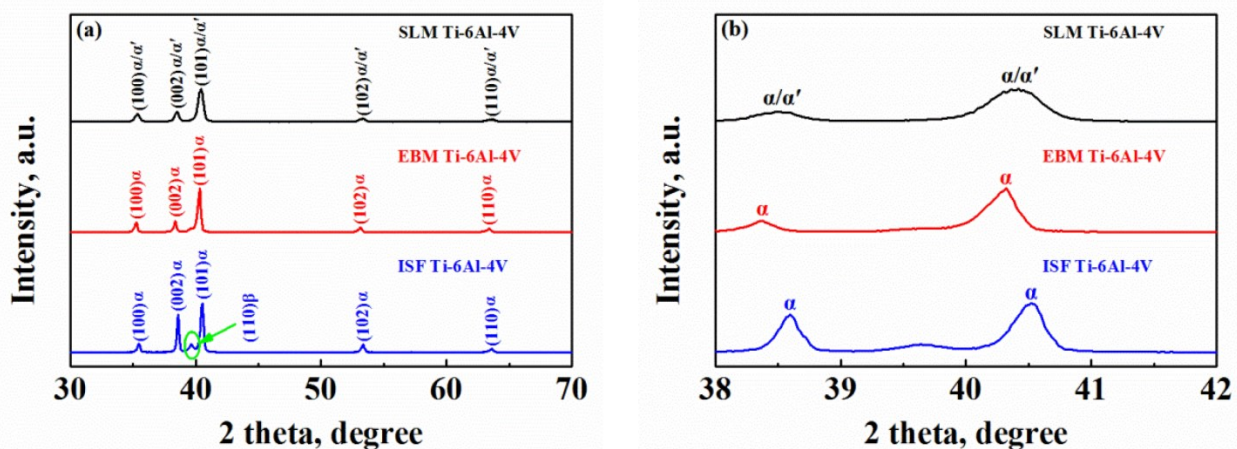 (a)
SLM Ti-6Al-4V
(100)α/α′
(002)α/α′
(101)α/α′
(102)α/α′
(110)α/α′
EBM Ti-6Al-4V
(100)α
(002)α
(101)α
(102)α
(110)α
ISF Ti-6Al-4V
(100)α
(002)α
(101)α
(110)β
(102)α
(110)α
Intensity, a.u.
30 40 50 60 70
2 theta, degree
(b)
SLM Ti-6Al-4V
α/α′
α/α′
EBM Ti-6Al-4V
α
α
ISF Ti-6Al-4V
α
α
Intensity, a.u.
38 39 40 41 42
2 theta, degree